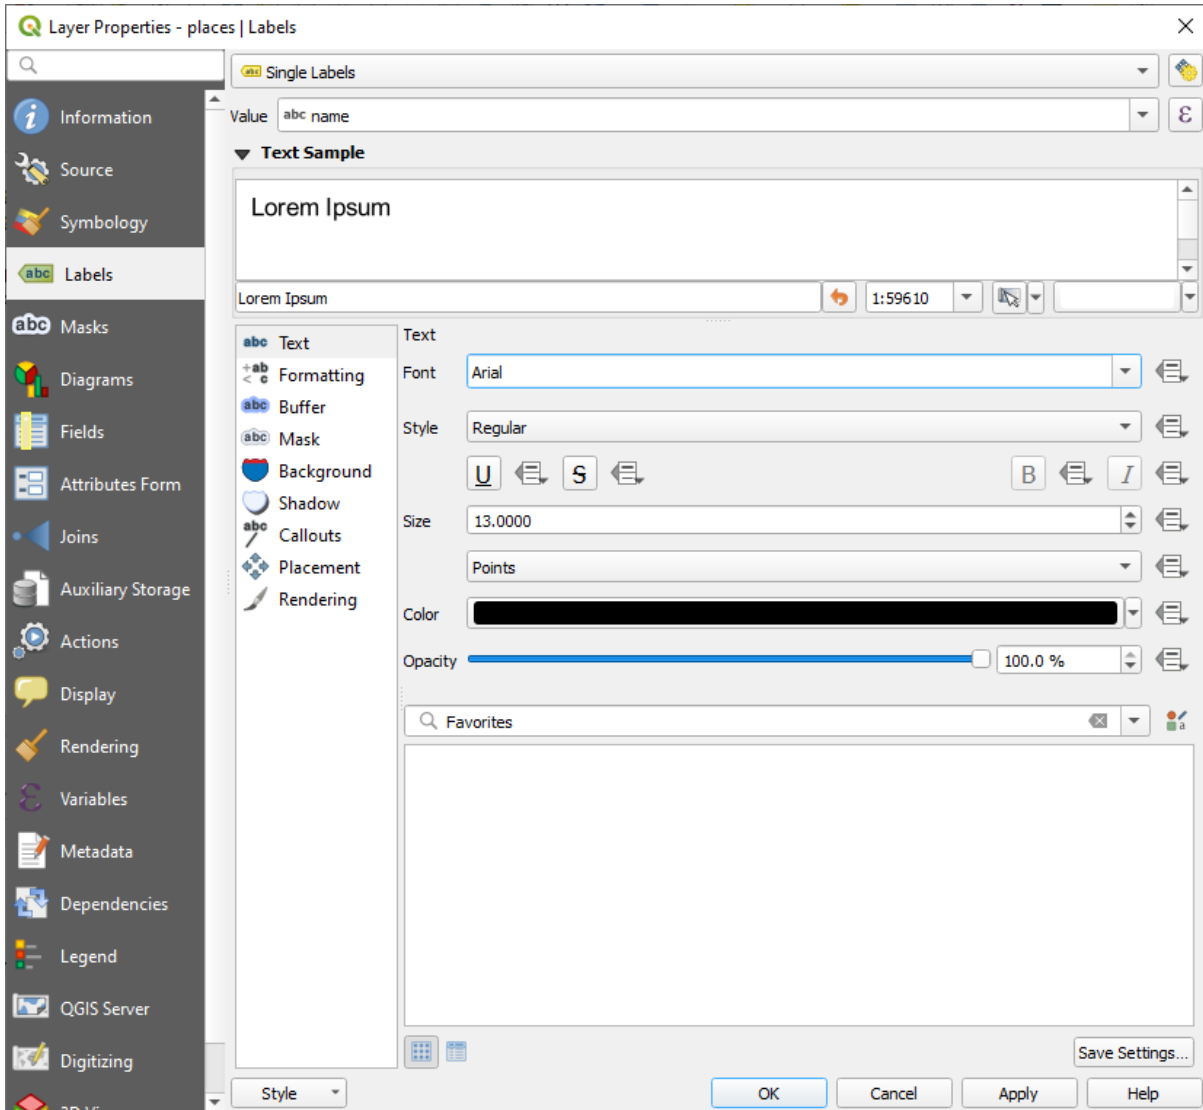 Layer Properties - places | Labels
Single Labels
Value abc name ε
Text Sample
Lorem Ipsum
Lorem Ipsum 1:59610
Information
Source
Symbology
abc Labels
abc Masks
Diagrams
Fields
Attributes Form
Joins
Auxiliary Storage
Actions
Display
Rendering
Variables
Metadata
Dependencies
Legend
QGIS Server
Digitizing
abc Text
+ab < c Formatting
abc Buffer
abc Mask
Background
Shadow
abc Callouts
Placement
Rendering
Text
Font Arial
Style Regular
U S B I
Size 13.0000
Points
Color
Opacity 100.0 %
Favorites
Save Settings...
Style OK Cancel Apply Help